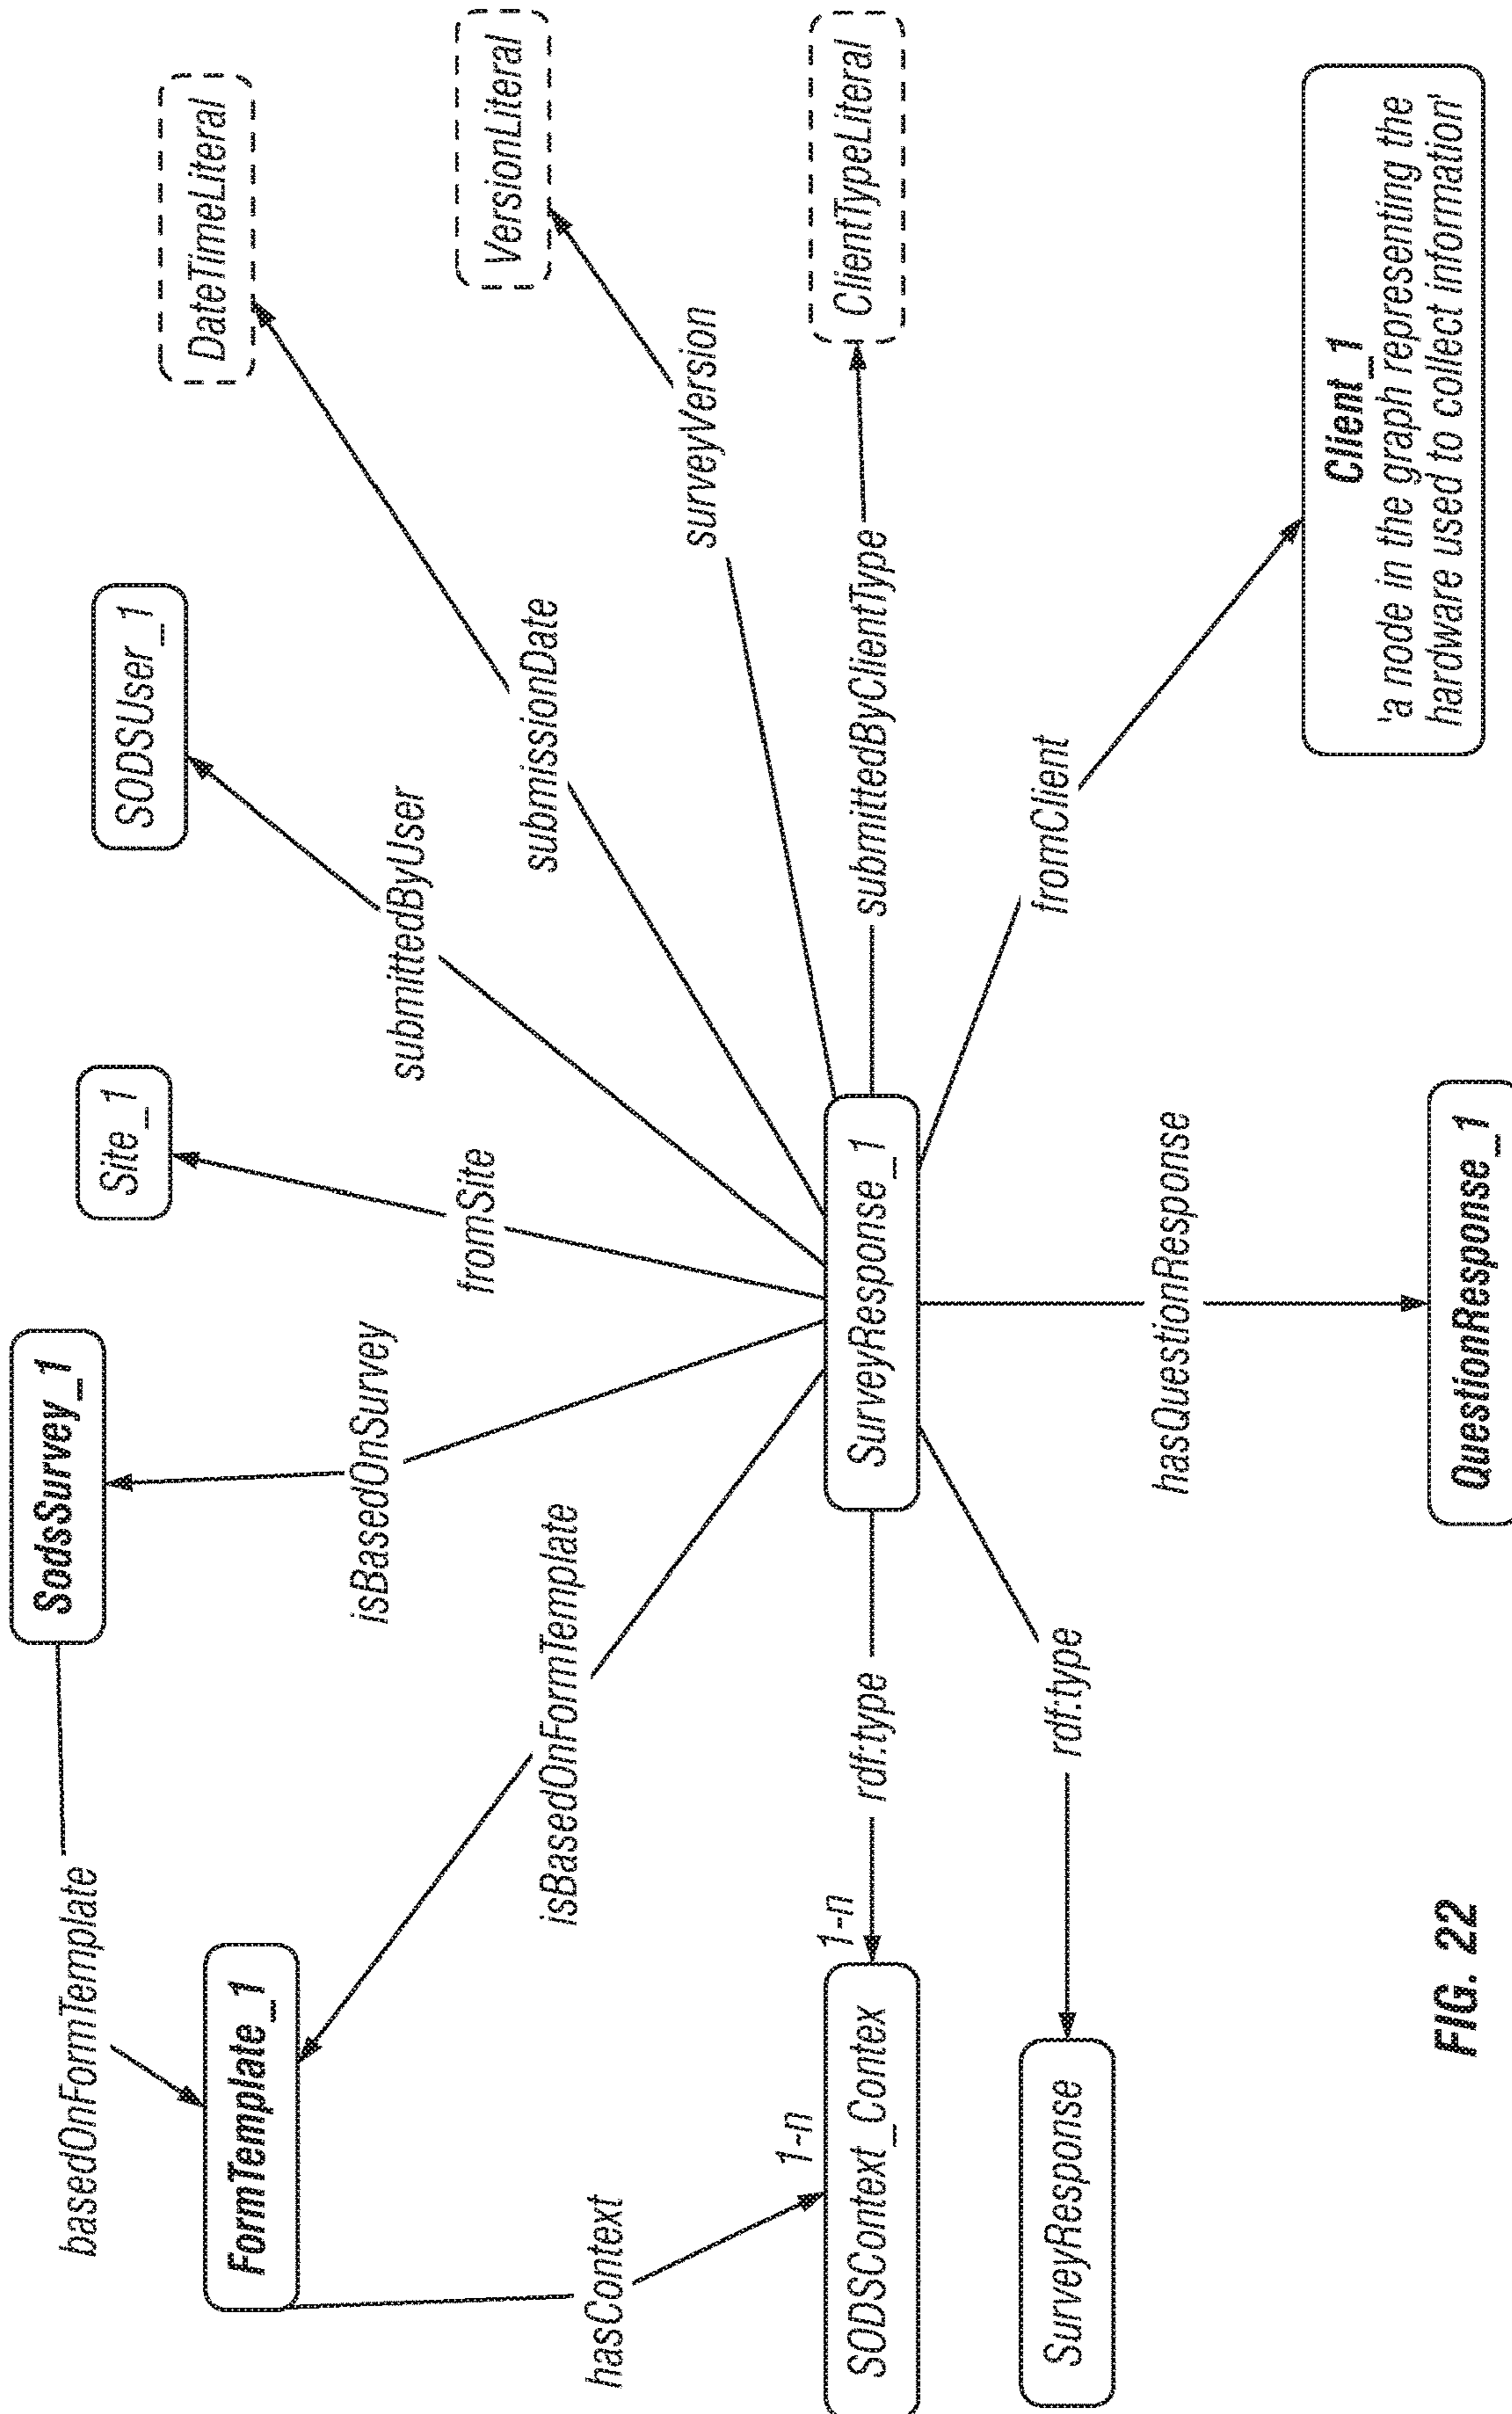 SodsSurvey_1
basedOnFormTemplate
Site_1
SODSUser_1
DateTimeLiteral
FormTemplate_1
isBasedOnSurvey
fromSite
submittedByUser
VersionLiteral
isBasedOnFormTemplate
submissionDate
surveyVersion
hasContext
1-n
1-n
SODSContext_Contex
rdf:type
SurveyResponse_1
submittedByClientType
ClientTypeLiteral
SurveyResponse
rdf:type
fromClient
hasQuestionResponse
Client_1
'a node in the graph representing the
hardware used to collect information'
QuestionResponse_1
FIG. 22